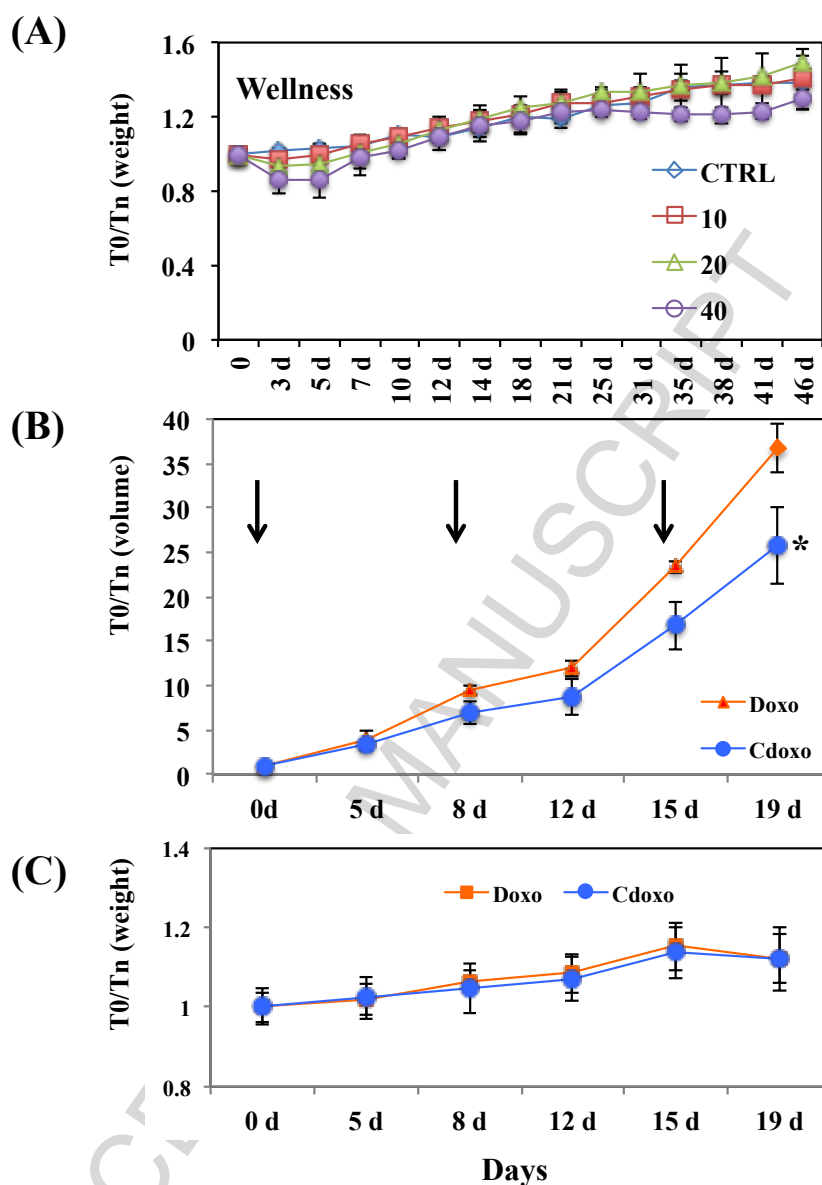 (A)
T0/Tn (weight)
1.6
1.2
0.8
0.4
0
Wellness
CTRL
10
20
40
0
3 d
5 d
7 d
10 d
12 d
14 d
18 d
21 d
25 d
31 d
35 d
38 d
41 d
46 d
(B)
T0/Tn (volume)
40
35
30
25
20
15
10
5
0
*
Doxo
Cdoxo
0d 5 d 8 d 12 d 15 d 19 d
(C)
T0/Tn (weight)
1.4
1.2
1
0.8
Doxo Cdoxo
0 d 5 d 8 d 12 d 15 d 19 d
Days
MANUSCRIPT